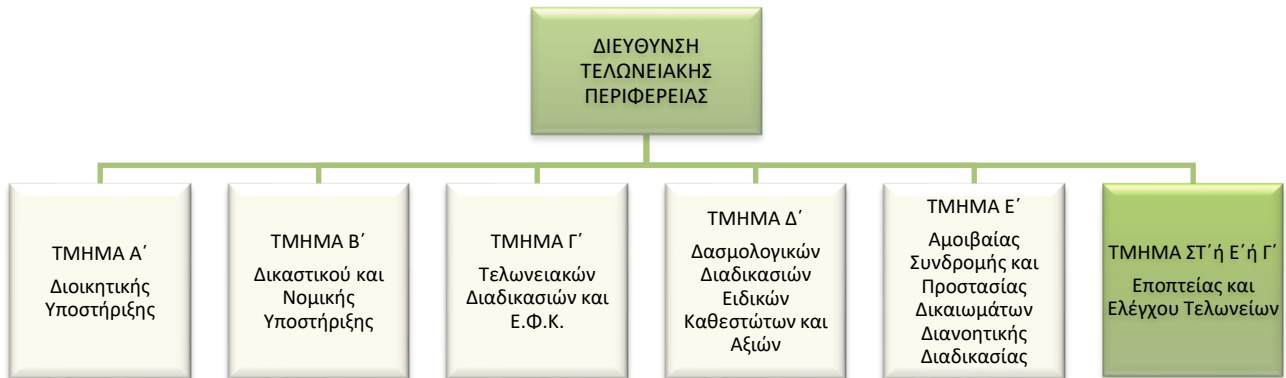 ΔΙΕΥΘΥΝΣΗ
ΤΕΛΩΝΕΙΑΚΗΣ
ΠΕΡΙΦΕΡΕΙΑΣ
ΤΜΗΜΑ Α΄
Διοικητικής
Υποστήριξης
ΤΜΗΜΑ Β΄
Δικαστικού και
Νομικής
Υποστήριξης
ΤΜΗΜΑ Γ΄
Τελωνειακών
Διαδικασιών και
Ε.Φ.Κ.
ΤΜΗΜΑ Δ΄
Δασμολογικών
Διαδικασιών
Ειδικών
Καθεστώτων και
Αξιών
ΤΜΗΜΑ Ε΄
Αμοιβαίας
Συνδρομής και
Προστασίας
Δικαιωμάτων
Διανοητικής
Διαδικασίας
ΤΜΗΜΑ ΣΤ΄ή Ε΄ή Γ΄
Εποπτείας και
Ελέγχου Τελωνείων